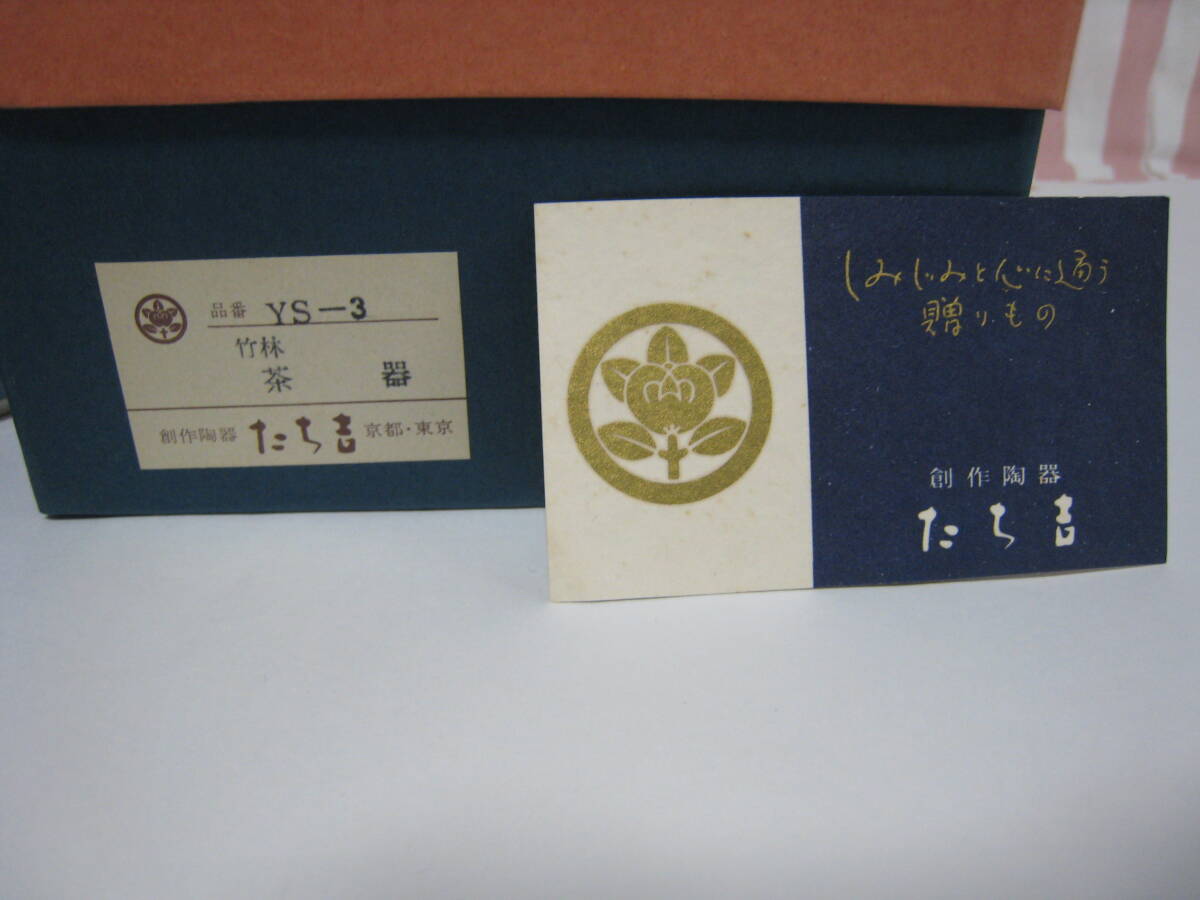 品番 YS-3
竹林
茶 器
創作陶器 たち吉 京都・東京
しみじみと心に通う
贈りもの
創作陶器
たち吉